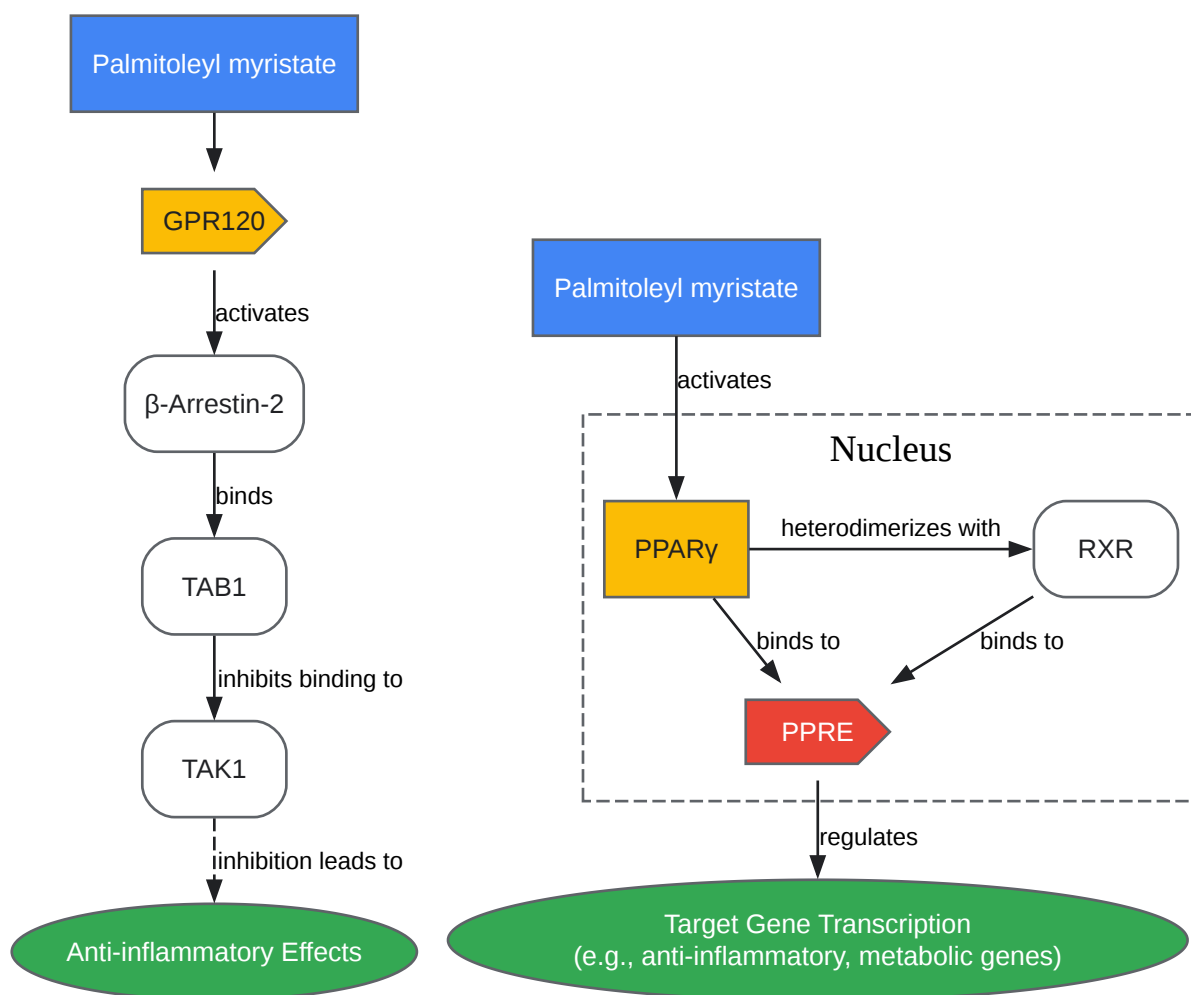 Palmitoleyl myristate
GPR120
activates
β-Arrestin-2
binds
TAB1
inhibits binding to
TAK1
inhibition leads to
Anti-inflammatory Effects
Palmitoleyl myristate
activates
Nucleus
PPARγ
heterodimerizes with
RXR
binds to
binds to
PPRE
regulates
Target Gene Transcription
(e.g., anti-inflammatory, metabolic genes)